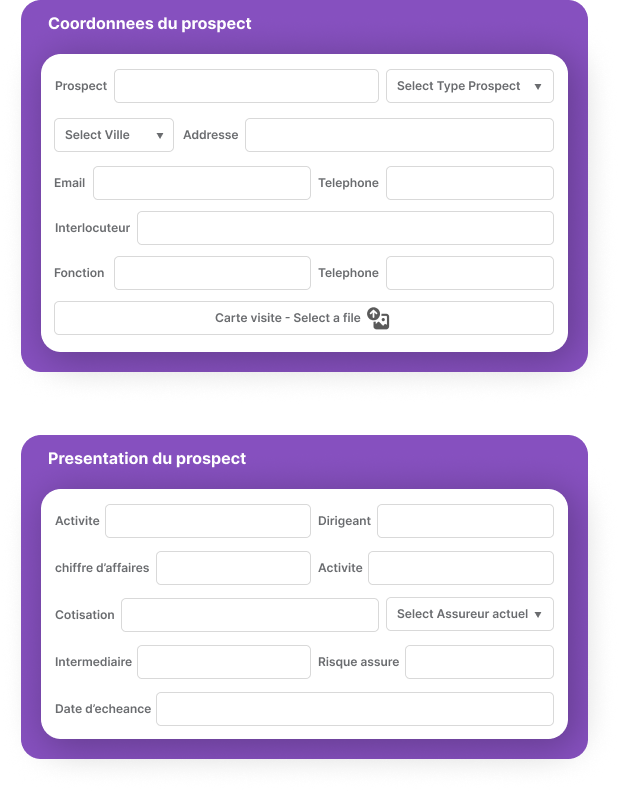 Coordonnees du prospect
Prospect Select Type Prospect
Select Ville Addresse
Email Telephone
Interlocuteur
Fonction Telephone
Carte visite - Select a file
Presentation du prospect
Activite Dirigeant
chiffre d’affaires Activite
Cotisation Select Assureur actuel
Intermediaire Risque assure
Date d’echeance